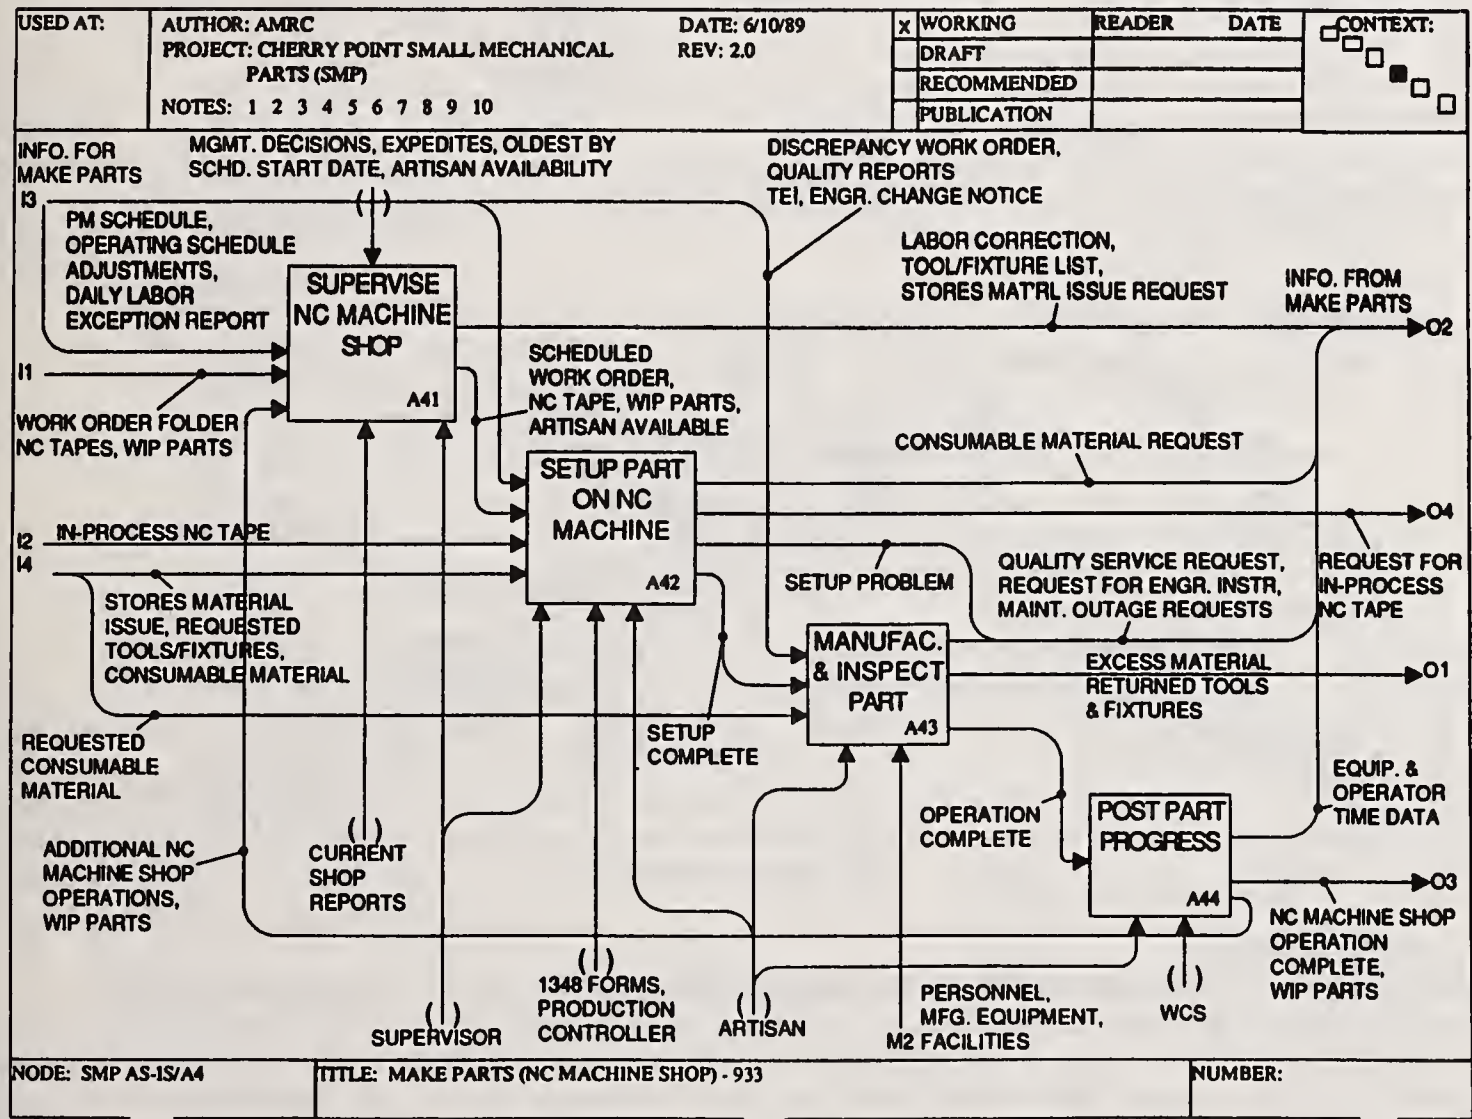 USED AT:
AUTHOR: AMRC
DATE: 6/10/89
X WORKING
READER DATE
CONTEXT:
PROJECT: CHERRY POINT SMALL MECHANICAL
REV: 2.0
DRAFT
PARTS (SMP)
RECOMMENDED
NOTES: 1 2 3 4 5 6 7 8 9 10
PUBLICATION
INFO. FOR
MAKE PARTS
I3
MGMT. DECISIONS, EXPEDITES, OLDEST BY
SCHD. START DATE, ARTISAN AVAILABILITY
( )
DISCREPANCY WORK ORDER,
QUALITY REPORTS
TEI, ENGR. CHANGE NOTICE
PM SCHEDULE,
OPERATING SCHEDULE
ADJUSTMENTS,
DAILY LABOR
EXCEPTION REPORT
SUPERVISE
NC MACHINE
SHOP
A41
LABOR CORRECTION,
TOOL/FIXTURE LIST,
STORES MAT'RL ISSUE REQUEST
INFO. FROM
MAKE PARTS
O2
I1
WORK ORDER FOLDER
NC TAPES, WIP PARTS
SCHEDULED
WORK ORDER,
NC TAPE, WIP PARTS,
ARTISAN AVAILABLE
CONSUMABLE MATERIAL REQUEST
SETUP PART
ON NC
MACHINE
A42
O4
I2 IN-PROCESS NC TAPE
I4
STORES MATERIAL
ISSUE, REQUESTED
TOOLS/FIXTURES,
CONSUMABLE MATERIAL
SETUP PROBLEM
QUALITY SERVICE REQUEST,
REQUEST FOR ENGR. INSTR,
MAINT. OUTAGE REQUESTS
REQUEST FOR
IN-PROCESS
NC TAPE
MANUFAC.
& INSPECT
PART
A43
EXCESS MATERIAL
RETURNED TOOLS
& FIXTURES
O1
REQUESTED
CONSUMABLE
MATERIAL
SETUP
COMPLETE
OPERATION
COMPLETE
POST PART
PROGRESS
A44
EQUIP. &
OPERATOR
TIME DATA
O3
ADDITIONAL NC
MACHINE SHOP
OPERATIONS,
WIP PARTS
( )
CURRENT
SHOP
REPORTS
NC MACHINE SHOP
OPERATION
COMPLETE,
WIP PARTS
( )
SUPERVISOR
( )
1348 FORMS,
PRODUCTION
CONTROLLER
( )
ARTISAN
PERSONNEL,
MFG. EQUIPMENT,
M2 FACILITIES
( )
WCS
NODE: SMP AS-IS/A4
TITLE: MAKE PARTS (NC MACHINE SHOP) - 933
NUMBER: